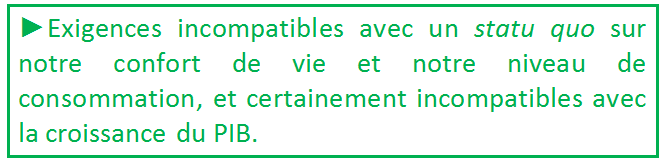 ►Exigences incompatibles avec un statu quo sur
notre confort de vie et notre niveau de
consommation, et certainement incompatibles avec
la croissance du PIB.